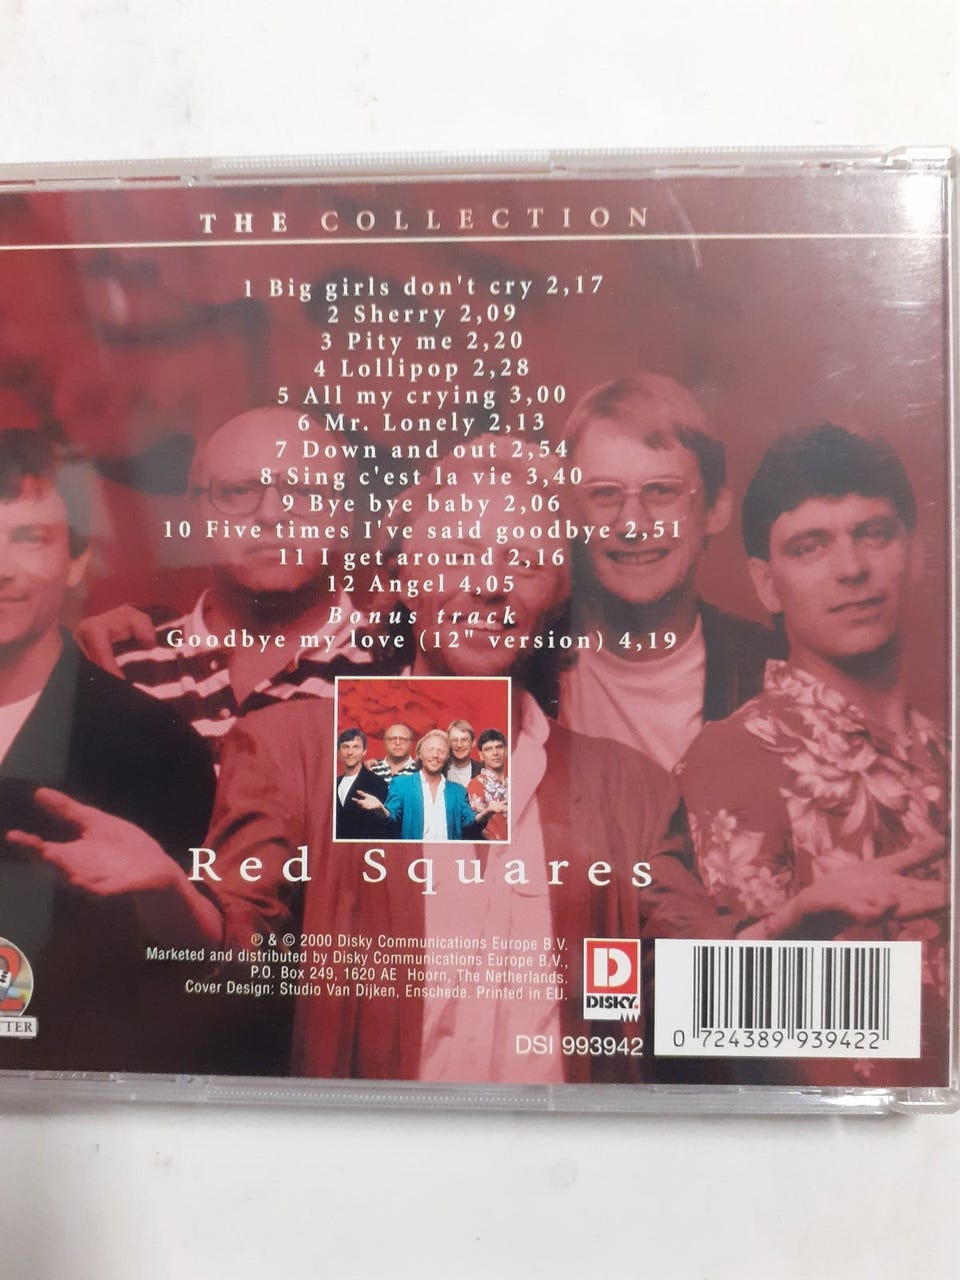 THE COLLECTION
1 Big girls don't cry 2,17
2 Sherry 2,09
3 Pity me 2,20
4 Lollipop 2,28
5 All my crying 3,00
6 Mr. Lonely 2,13
7 Down and out 2,54
8 Sing c'est la vie 3,40
9 Bye bye baby 2,06
10 Five times I've said goodbye 2,51
11 I get around 2,16
12 Angel 4,05
Bonus track
Goodbye my love (12" version) 4,19
Red Squares
℗ & © 2000 Disky Communications Europe B.V.
Marketed and distributed by Disky Communications Europe B.V.,
P.O. Box 249, 1620 AE Hoorn, The Netherlands.
Cover Design: Studio Van Dijken, Enschede. Printed in EU.
D
DISKY.
DSI 993942
0 724389 939422